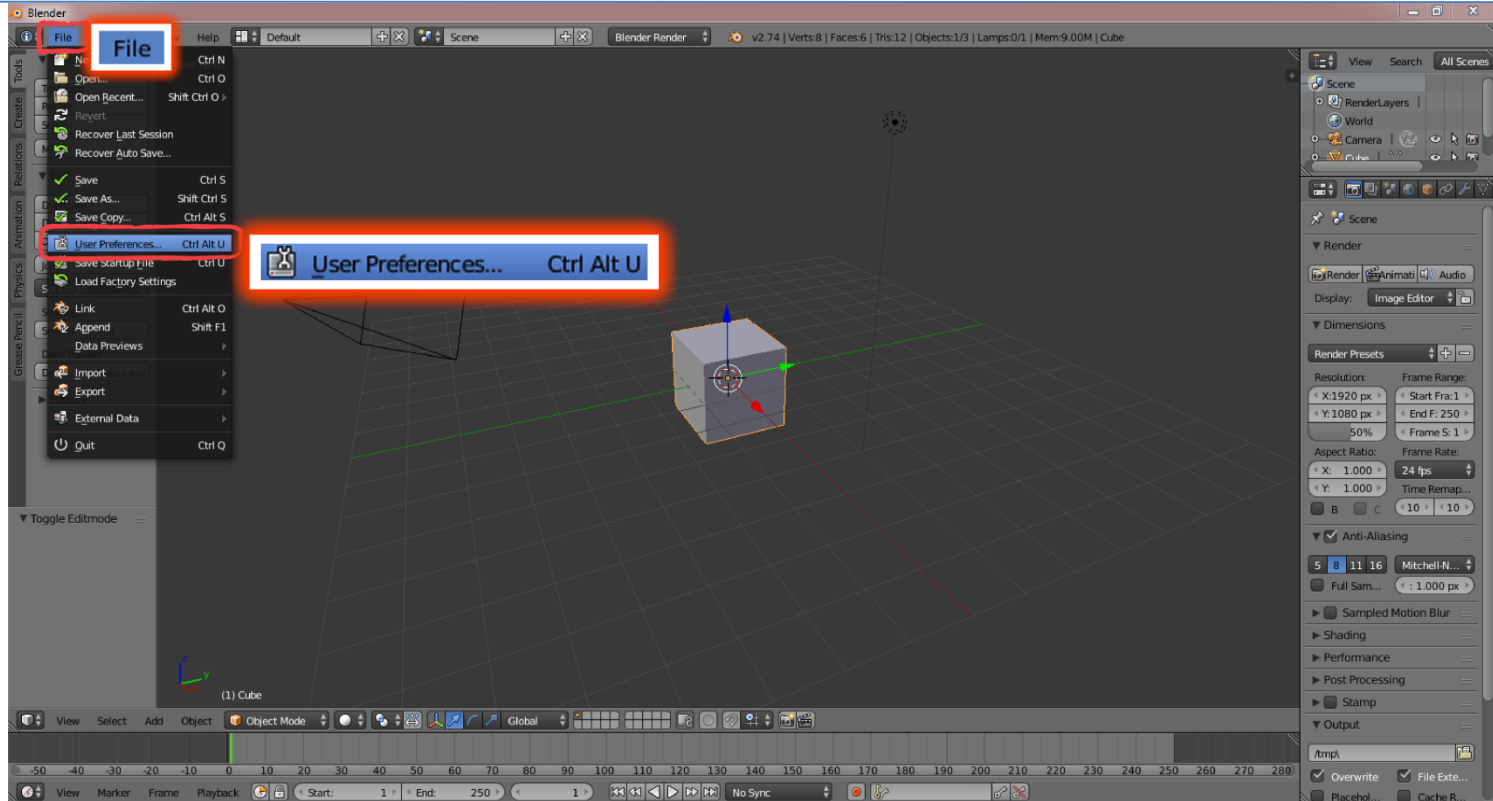 Blender
File
File
Help
Default
Scene
Blender Render
v2.74 | Verts:8 | Faces:6 | Tris:12 | Objects:1/3 | Lamps:0/1 | Mem:9.00M | Cube
Ctrl N
Open... Ctrl O
Open Recent... Shift Ctrl O
Revert
Recover Last Session
Recover Auto Save...
Save Ctrl S
Save As... Shift Ctrl S
Save Copy... Ctrl Alt S
User Preferences... Ctrl Alt U
User Preferences... Ctrl Alt U
Save Startup File Ctrl U
Load Factory Settings
Link Ctrl Alt O
Append Shift F1
Data Previews
Import
Export
External Data
Quit Ctrl Q
Tools
Create
Relations
Animation
Physics
Grease Pencil
Toggle Editmode
z
y
(1) Cube
View Select Add Object Object Mode Global
-50 -40 -30 -20 -10 0 10 20 30 40 50 60 70 80 90 100 110 120 130 140 150 160 170 180 190 200 210 220 230 240 250 260 270 280
View Marker Frame Playback Start: 1 End: 250 1 No Sync
View Search All Scenes
Scene
RenderLayers
World
Camera
Cube
Scene
Render
Render Animati Audio
Display: Image Editor
Dimensions
Render Presets
Resolution: Frame Range:
X:1920 px Start Fra:1
Y:1080 px End F: 250
50% Frame S: 1
Aspect Ratio: Frame Rate:
X: 1.000 24 fps
Y: 1.000 Time Remap...
B C 10 10
Anti-Aliasing
5 8 11 16 Mitchell-N...
Full Sam... : 1.000 px
Sampled Motion Blur
Shading
Performance
Post Processing
Stamp
Output
/tmp\
Overwrite File Exte...
Placehol... Cache R...